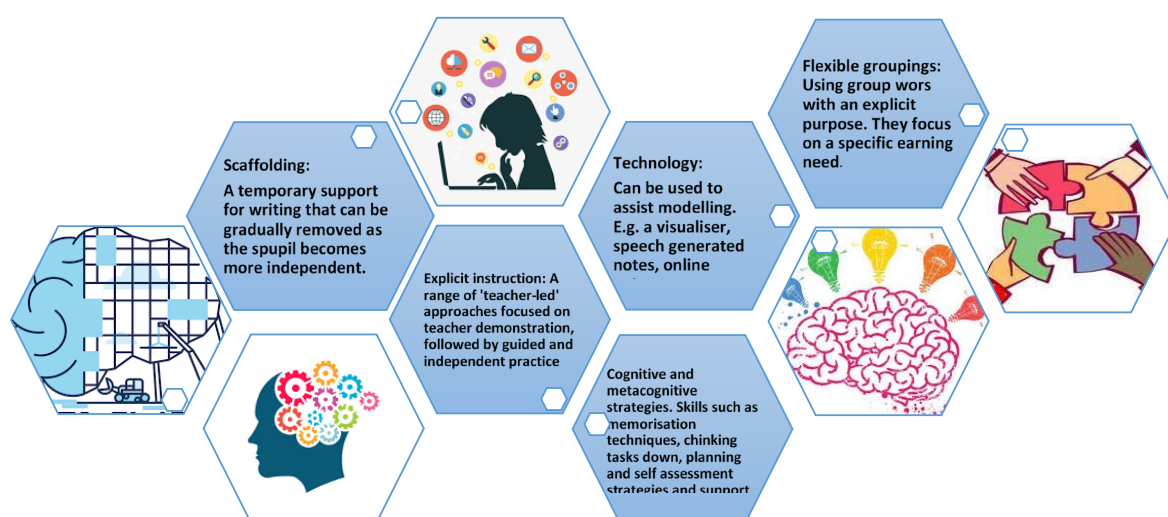 Scaffolding:
A temporary support
for writing that can be
gradually removed as
the spupil becomes
more independent.
Explicit instruction: A
range of 'teacher-led'
approaches focused on
teacher demonstration,
followed by guided and
independent practice
Technology:
Can be used to
assist modelling.
E.g. a visualiser,
speech generated
notes, online
Cognitive and
metacognitive
strategies. Skills such as
memorisation
techniques, chinking
tasks down, planning
and self assessment
strategies and support
Flexible groupings:
Using group wors
with an explicit
purpose. They focus
on a specific earning
need.